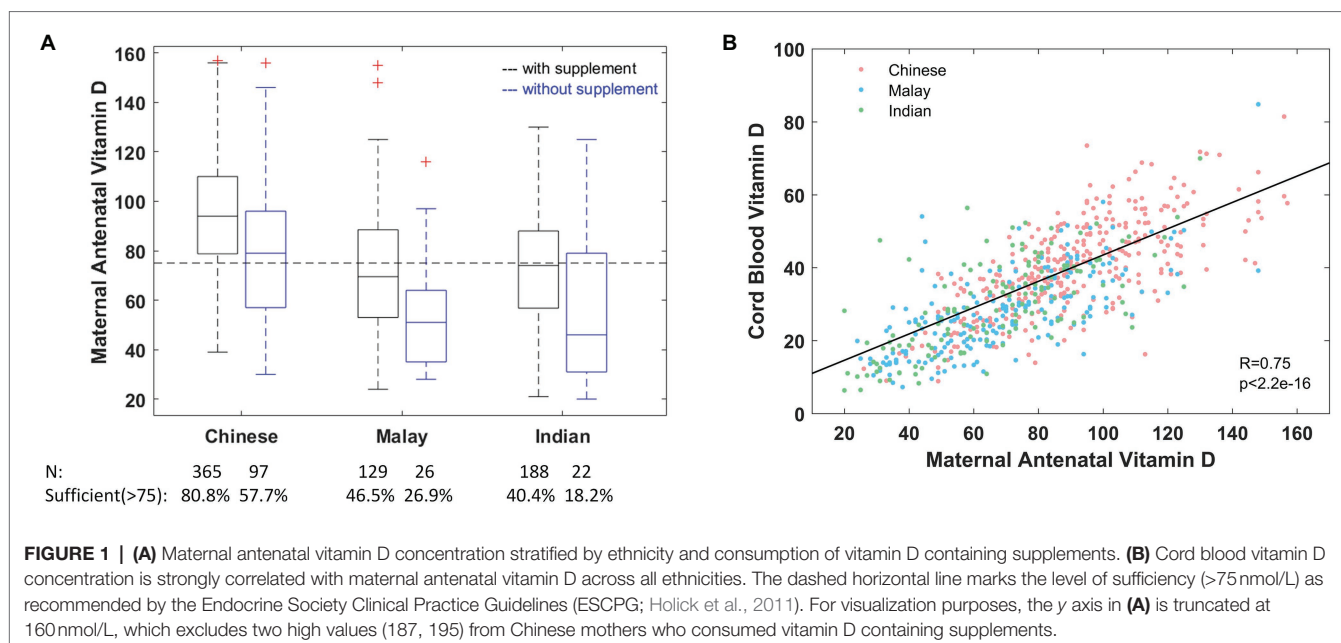 A
160
140
120
100
80
60
40
20
Maternal Antenatal Vitamin D
--- with supplement
--- without supplement
Chinese Malay Indian
N: 365 97 129 26 188 22
Sufficient(>75): 80.8% 57.7% 46.5% 26.9% 40.4% 18.2%
B
100
80
60
40
20
0
Cord Blood Vitamin D
Chinese
Malay
Indian
R=0.75
p<2.2e-16
20 40 60 80 100 120 140 160
Maternal Antenatal Vitamin D
FIGURE 1 | (A) Maternal antenatal vitamin D concentration stratified by ethnicity and consumption of vitamin D containing supplements. (B) Cord blood vitamin D
concentration is strongly correlated with maternal antenatal vitamin D across all ethnicities. The dashed horizontal line marks the level of sufficiency (>75 nmol/L) as
recommended by the Endocrine Society Clinical Practice Guidelines (ESCPG; Holick et al., 2011). For visualization purposes, the y axis in (A) is truncated at
160 nmol/L, which excludes two high values (187, 195) from Chinese mothers who consumed vitamin D containing supplements.